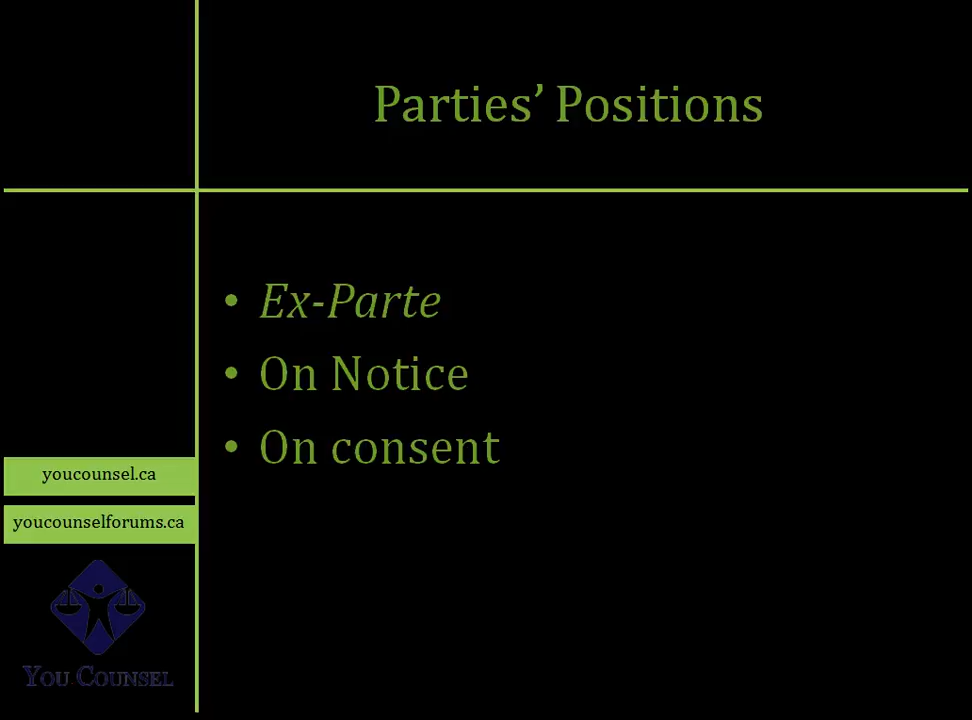 Parties’ Positions
• Ex-Parte
• On Notice
• On consent
youcounsel.ca
youcounselforums.ca
YOU COUNSEL